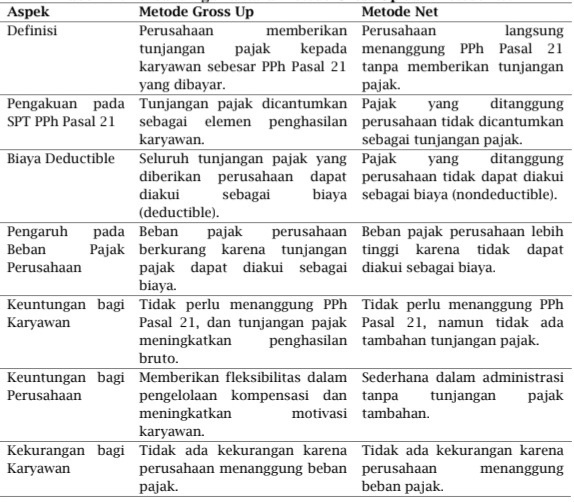 Aspek Metode Gross Up Metode Net
Definisi Perusahaan memberikan Perusahaan langsung
tunjangan pajak kepada menanggung PPh Pasal 21
karyawan sebesar PPh Pasal 21 tanpa memberikan tunjangan
yang dibayar. pajak.
Pengakuan pada Tunjangan pajak dicantumkan Pajak yang ditanggung
SPT PPh Pasal 21 sebagai elemen penghasilan perusahaan tidak dicantumkan
karyawan. sebagai tunjangan pajak.
Biaya Deductible Seluruh tunjangan pajak yang Pajak yang ditanggung
diberikan perusahaan dapat perusahaan tidak dapat diakui
diakui sebagai biaya sebagai biaya (nondeductible).
(deductible).
Pengaruh pada Beban pajak perusahaan Beban pajak perusahaan lebih
Beban Pajak berkurang karena tunjangan tinggi karena tidak dapat
Perusahaan pajak dapat diakui sebagai diakui sebagai biaya.
biaya.
Keuntungan bagi Tidak perlu menanggung PPh Tidak perlu menanggung PPh
Karyawan Pasal 21, dan tunjangan pajak Pasal 21, namun tidak ada
meningkatkan penghasilan tambahan tunjangan pajak.
bruto.
Keuntungan bagi Memberikan fleksibilitas dalam Sederhana dalam administrasi
Perusahaan pengelolaan kompensasi dan tanpa tunjangan pajak
meningkatkan motivasi tambahan.
karyawan.
Kekurangan bagi Tidak ada kekurangan karena Tidak ada kekurangan karena
Karyawan perusahaan menanggung beban perusahaan menanggung
pajak. beban pajak.